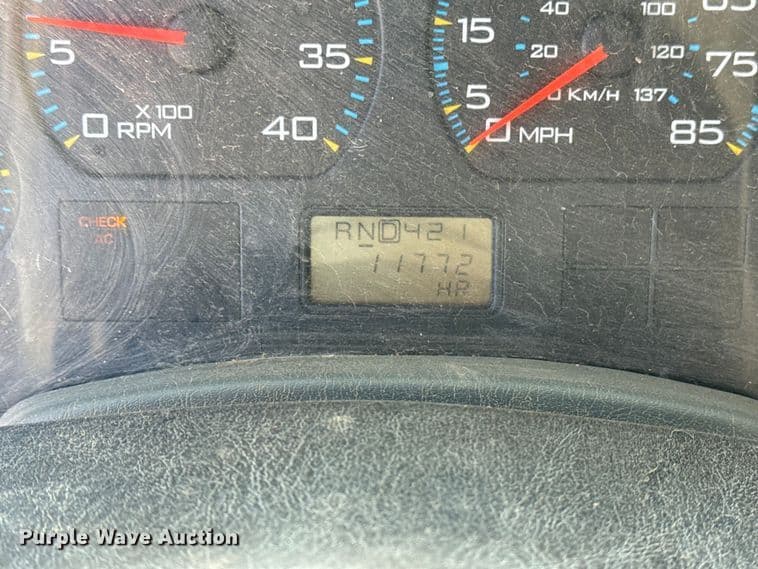 5
X100
0 RPM
35
40
15
5
20
40
100
120
0 KM/H 137
0 MPH
75
85
CHECK
AC
RND421
11772
HR
Purple Wave Auction